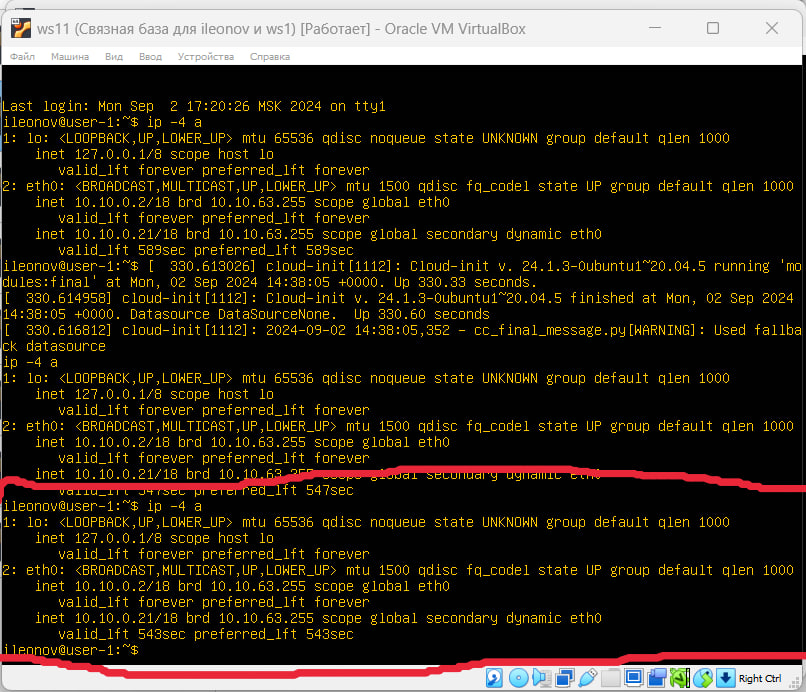 ws11 (Связная база для ileonov и ws1) [Работает] - Oracle VM VirtualBox
Файл Машина Вид Ввод Устройства Справка
Last login: Mon Sep  2 17:20:26 MSK 2024 on tty1
ileonov@user-1:~$ ip -4 a
1: lo: <LOOPBACK,UP,LOWER_UP> mtu 65536 qdisc noqueue state UNKNOWN group default qlen 1000
    inet 127.0.0.1/8 scope host lo
       valid_lft forever preferred_lft forever
2: eth0: <BROADCAST,MULTICAST,UP,LOWER_UP> mtu 1500 qdisc fq_codel state UP group default qlen 1000
    inet 10.10.0.2/18 brd 10.10.63.255 scope global eth0
       valid_lft forever preferred_lft forever
    inet 10.10.0.21/18 brd 10.10.63.255 scope global secondary dynamic eth0
       valid_lft 589sec preferred_lft 589sec
ileonov@user-1:~$ [  330.613026] cloud-init[1112]: Cloud-init v. 24.1.3-0ubuntu1~20.04.5 running 'mo
dules:final' at Mon, 02 Sep 2024 14:38:05 +0000. Up 330.33 seconds.
[  330.614958] cloud-init[1112]: Cloud-init v. 24.1.3-0ubuntu1~20.04.5 finished at Mon, 02 Sep 2024
14:38:05 +0000. Datasource DataSourceNone.  Up 330.60 seconds
[  330.616812] cloud-init[1112]: 2024-09-02 14:38:05,352 - cc_final_message.py[WARNING]: Used fallba
ck datasource
ip -4 a
1: lo: <LOOPBACK,UP,LOWER_UP> mtu 65536 qdisc noqueue state UNKNOWN group default qlen 1000
    inet 127.0.0.1/8 scope host lo
       valid_lft forever preferred_lft forever
2: eth0: <BROADCAST,MULTICAST,UP,LOWER_UP> mtu 1500 qdisc fq_codel state UP group default qlen 1000
    inet 10.10.0.2/18 brd 10.10.63.255 scope global eth0
       valid_lft forever preferred_lft forever
    inet 10.10.0.21/18 brd 10.10.63.255 scope global secondary dynamic eth0
       valid_lft 547sec preferred_lft 547sec
ileonov@user-1:~$ ip -4 a
1: lo: <LOOPBACK,UP,LOWER_UP> mtu 65536 qdisc noqueue state UNKNOWN group default qlen 1000
    inet 127.0.0.1/8 scope host lo
       valid_lft forever preferred_lft forever
2: eth0: <BROADCAST,MULTICAST,UP,LOWER_UP> mtu 1500 qdisc fq_codel state UP group default qlen 1000
    inet 10.10.0.2/18 brd 10.10.63.255 scope global eth0
       valid_lft forever preferred_lft forever
    inet 10.10.0.21/18 brd 10.10.63.255 scope global secondary dynamic eth0
       valid_lft 543sec preferred_lft 543sec
ileonov@user-1:~$
Right Ctrl